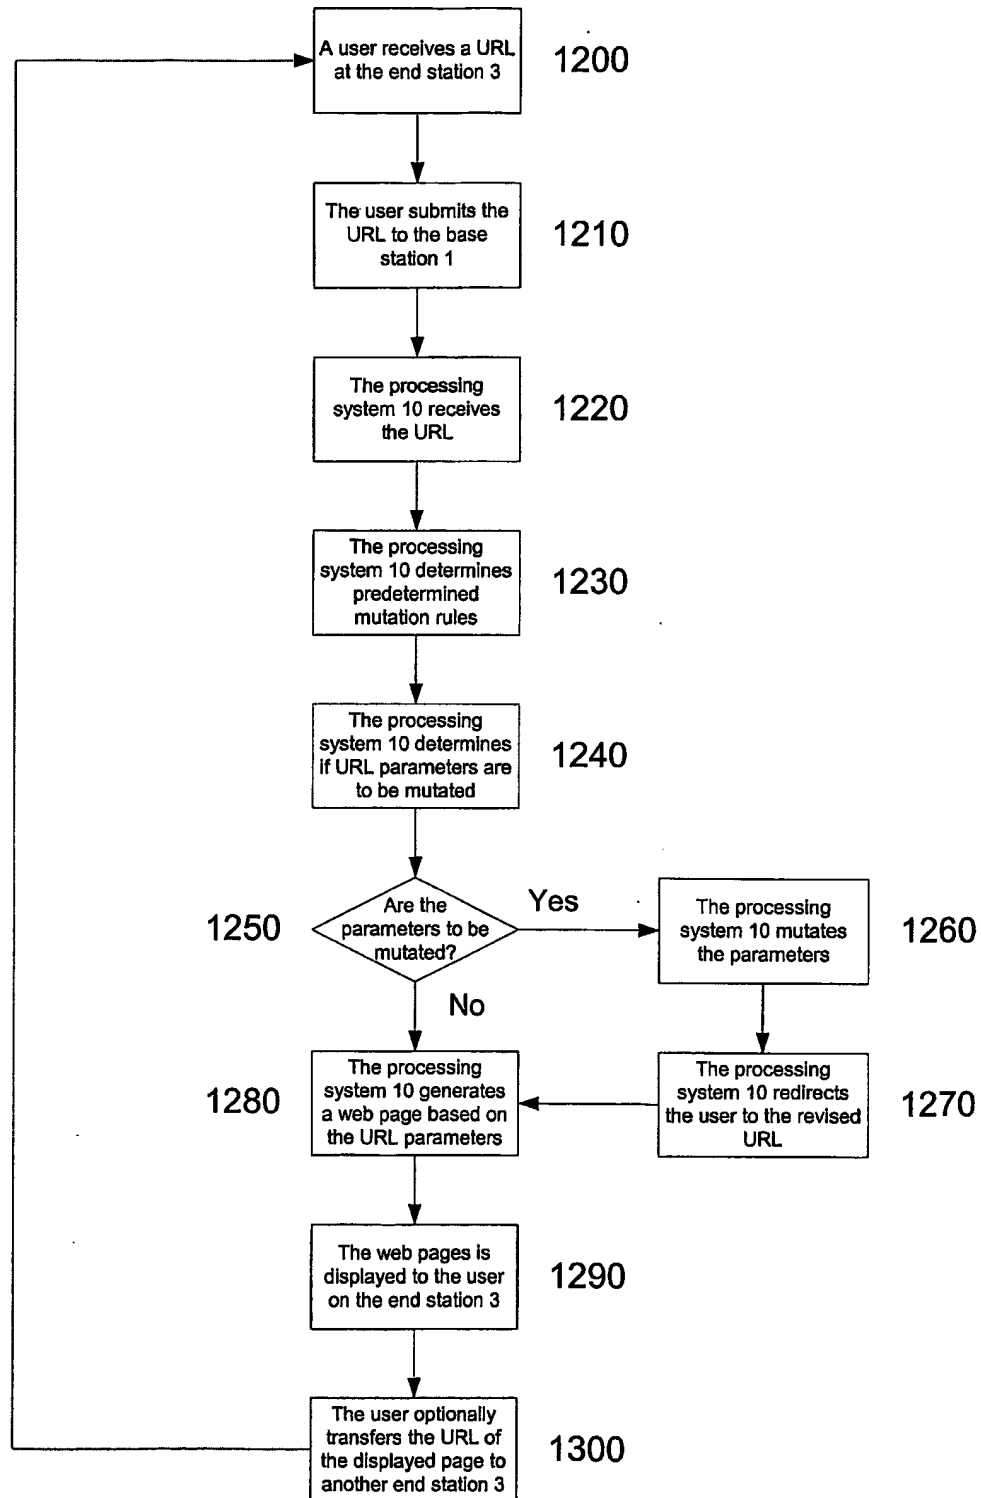 A user receives a URL
at the end station 3
1200
The user submits the
URL to the base
station 1
1210
The processing
system 10 receives
the URL
1220
The processing
system 10 determines
predetermined
mutation rules
1230
The processing
system 10 determines
if URL parameters are
to be mutated
1240
1250
Are the
parameters to be
mutated?
Yes
The processing
system 10 mutates
the parameters
1260
No
1280
The processing
system 10 generates
a web page based on
the URL parameters
The processing
system 10 redirects
the user to the revised
URL
1270
The web pages is
displayed to the user
on the end station 3
1290
The user optionally
transfers the URL of
the displayed page to
another end station 3
1300